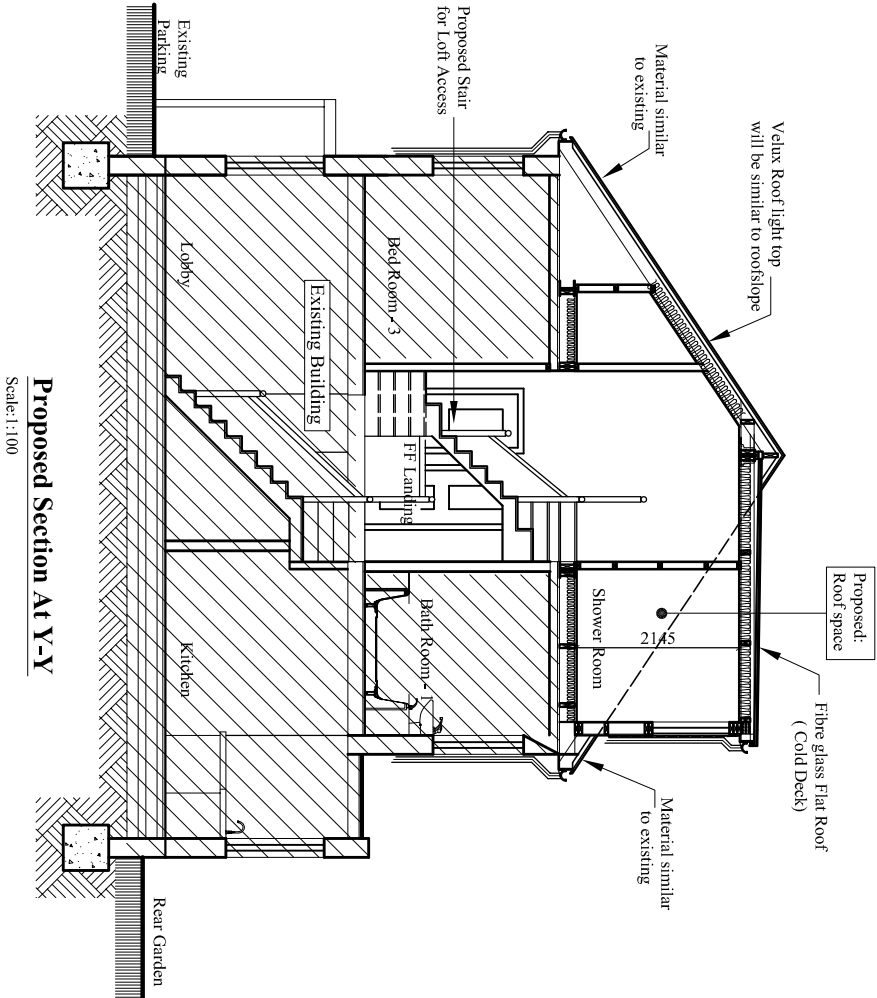 Velux Roof light top
will be similar to roofslope
Material similar
to existing
Proposed Stair
for Loft Access
Existing
Parking
Proposed:
Roof space
Fibre glass Flat Roof
( Cold Deck)
Material similar
to existing
Shower Room
2145
Bed Room - 3
FF Landing
Bath Room - 1
Existing Building
Lobby
Kitchen
Rear Garden
Proposed Section At Y-Y
Scale:1:100